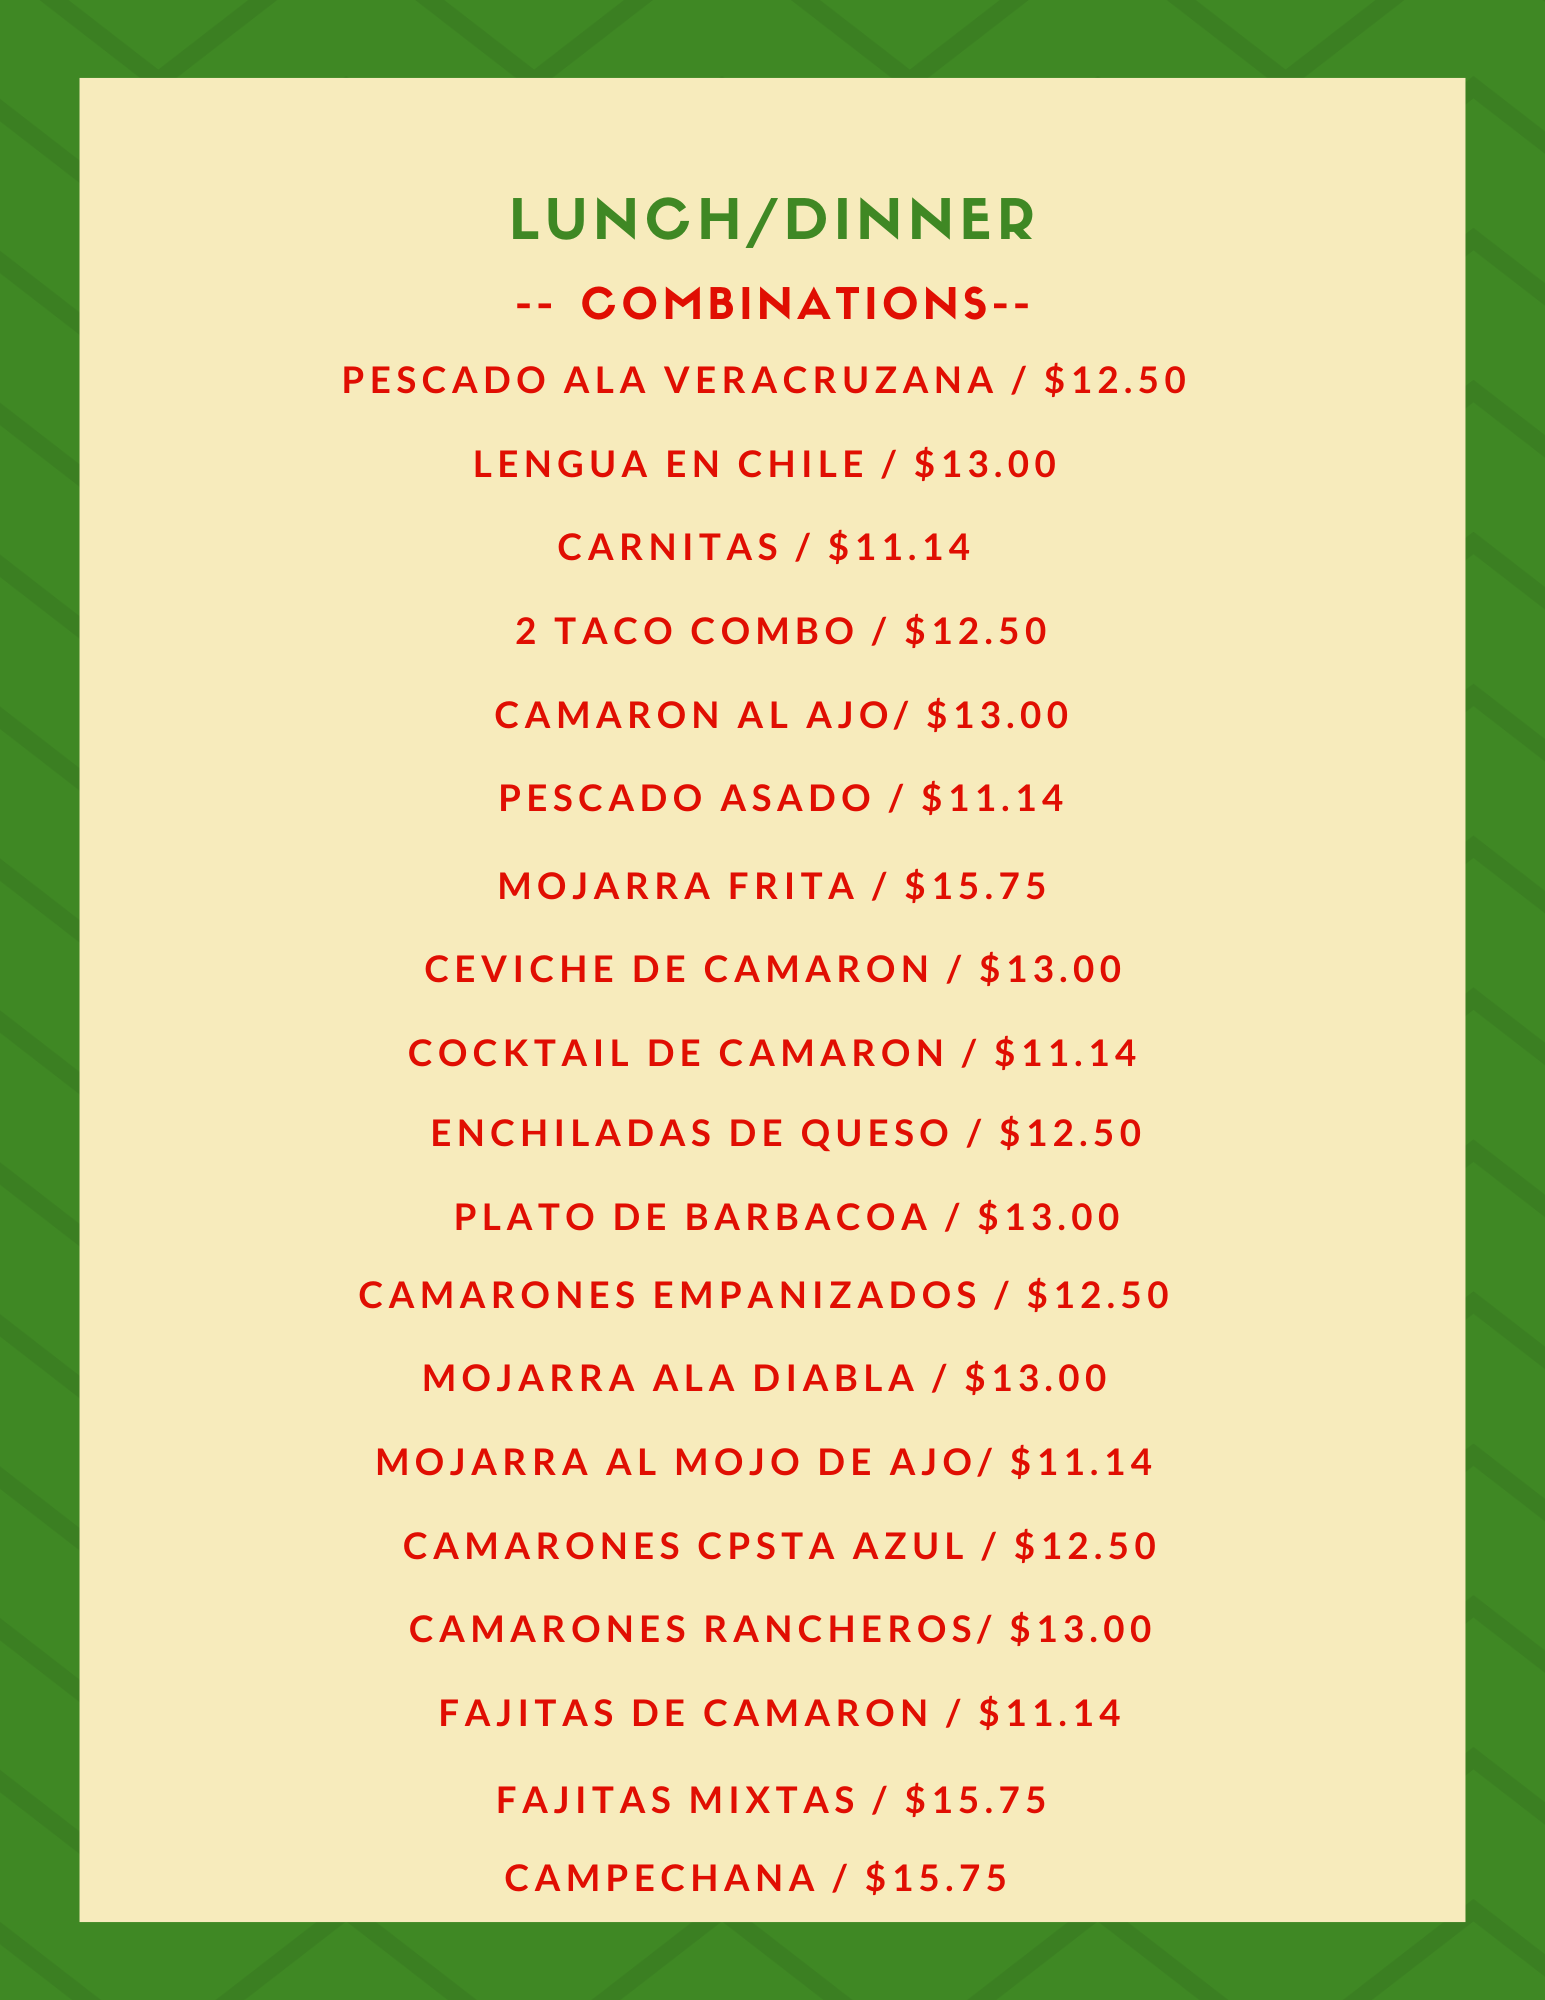 LUNCH/DINNER
-- COMBINATIONS--
PESCADO ALA VERACRUZANA / $12.50
LENGUA EN CHILE / $13.00
CARNITAS / $11.14
2 TACO COMBO / $12.50
CAMARON AL AJO/ $13.00
PESCADO ASADO / $11.14
MOJARRA FRITA / $15.75
CEVICHE DE CAMARON / $13.00
COCKTAIL DE CAMARON / $11.14
ENCHILADAS DE QUESO / $12.50
PLATO DE BARBACOA / $13.00
CAMARONES EMPANIZADOS / $12.50
MOJARRA ALA DIABLA / $13.00
MOJARRA AL MOJO DE AJO/ $11.14
CAMARONES CPSTA AZUL / $12.50
CAMARONES RANCHEROS/ $13.00
FAJITAS DE CAMARON / $11.14
FAJITAS MIXTAS / $15.75
CAMPECHANA / $15.75